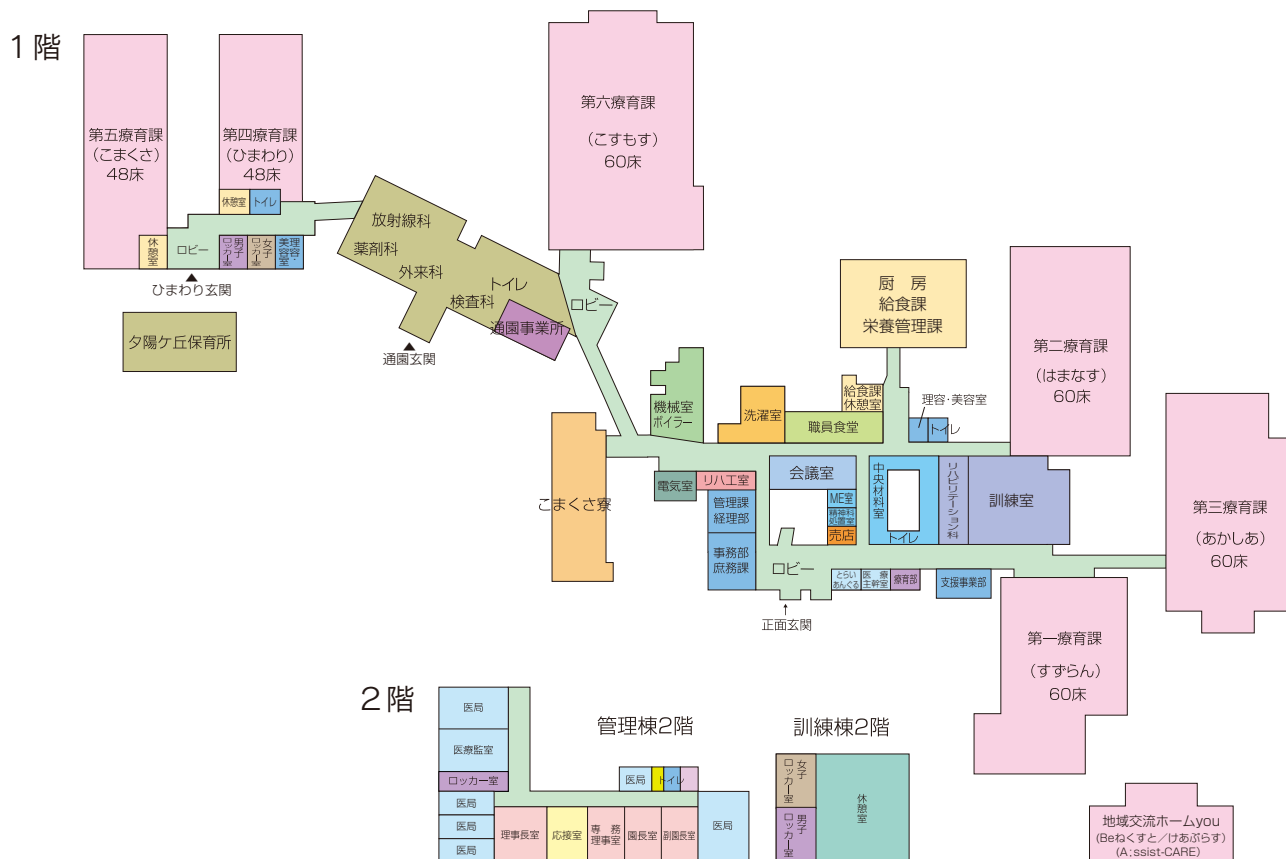 1階
第五療育課
(こまくさ)
48床
第四療育課
(ひまわり)
48床
休憩室
トイレ
休憩室
ロビー
男子
ロッカー室
女子
ロッカー室
理容・
美容室
ひまわり玄関
夕陽ケ丘保育所
放射線科
薬剤科
外来科
検査科
トイレ
通園事業所
通園玄関
ロビー
第六療育課
(こすもす)
60床
厨 房
給食課
栄養管理課
第二療育課
(はまなす)
60床
第三療育課
(あかしあ)
60床
機械室
ボイラー
洗濯室
給食課
休憩室
職員食堂
理容・美容室
トイレ
こまくさ寮
電気室
リハ工室
管理課
経理部
事務部
庶務課
会議室
ME室
精神科
処置室
売店
中央材料室
トイレ
リハビリテーション科
訓練室
ロビー
とらい
あんぐる
医 療
主幹室
療育部
支援事業部
正面玄関
第一療育課
(すずらん)
60床
2階
管理棟2階
訓練棟2階
医局
医療監室
ロッカー室
医局
医局
医局
医局
トイレ
理事長室
応接室
専 務
理事室
園長室
副園長室
医局
女子
ロッカー室
男子
ロッカー室
休憩室
地域交流ホームyou
(Beねくすと/けあぷらす)
(A;ssist-CARE)